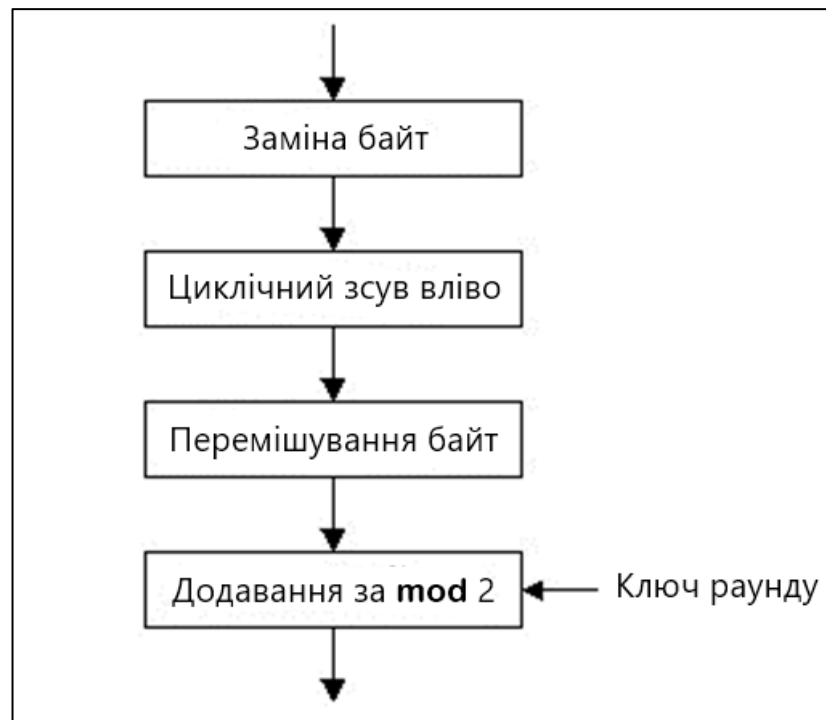 Заміна байт
Циклічний зсув вліво
Перемішування байт
Додавання за mod 2
Ключ раунду